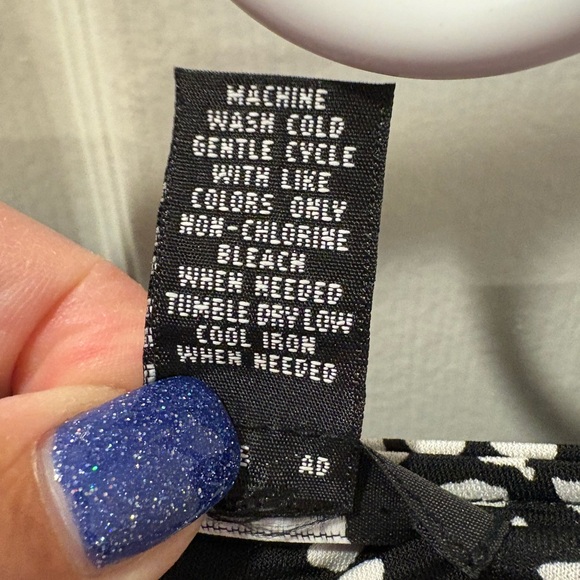 MACHINE
WASH COLD
GENTLE CYCLE
WITH LIKE
COLORS ONLY
NON-CHLORINE
BLEACH
WHEN NEEDED
TUMBLE DRY LOW
COOL IRON
WHEN NEEDED
AD